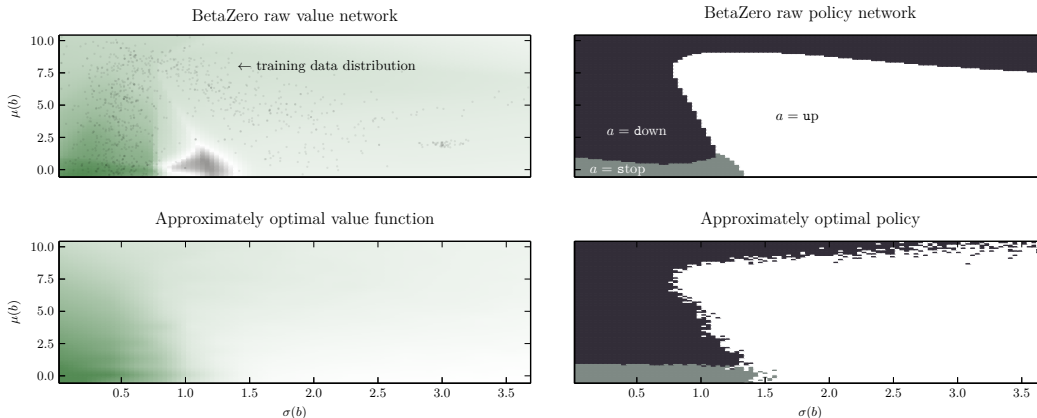 BetaZero raw value network
BetaZero raw policy network
10.0
7.5
5.0
2.5
0.0
μ(b)
← training data distribution
a = down
a = up
a = stop
Approximately optimal value function
Approximately optimal policy
10.0
7.5
5.0
2.5
0.0
μ(b)
0.5 1.0 1.5 2.0 2.5 3.0 3.5
σ(b)
0.5 1.0 1.5 2.0 2.5 3.0 3.5
σ(b)